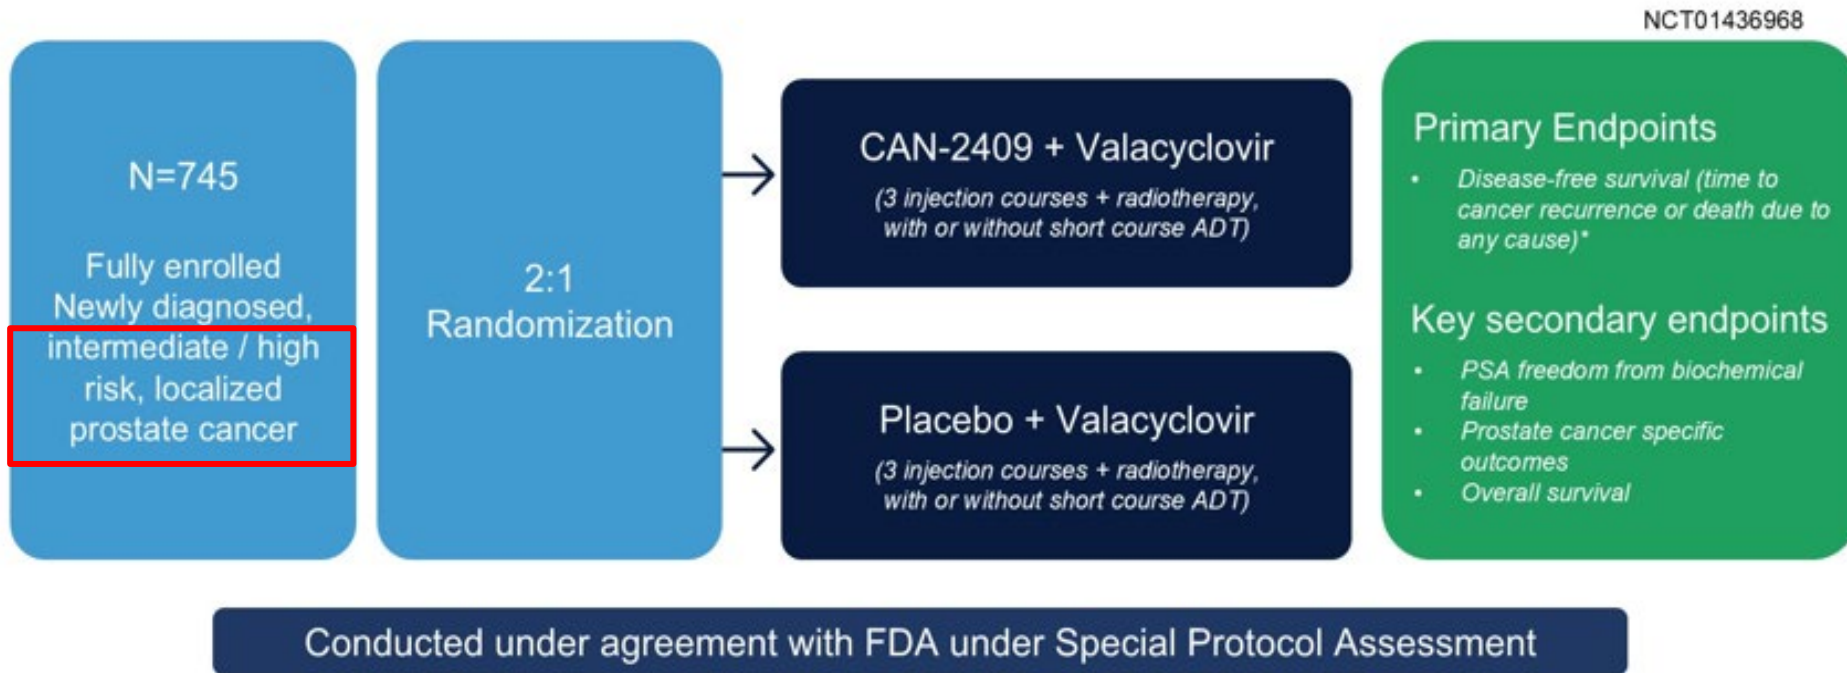 NCT01436968
N=745
Fully enrolled
Newly diagnosed,
intermediate / high
risk, localized
prostate cancer
2:1
Randomization
CAN-2409 + Valacyclovir
(3 injection courses + radiotherapy,
with or without short course ADT)
Placebo + Valacyclovir
(3 injection courses + radiotherapy,
with or without short course ADT)
Primary Endpoints
• Disease-free survival (time to
cancer recurrence or death due to
any cause)*
Key secondary endpoints
• PSA freedom from biochemical
failure
• Prostate cancer specific
outcomes
• Overall survival
Conducted under agreement with FDA under Special Protocol Assessment